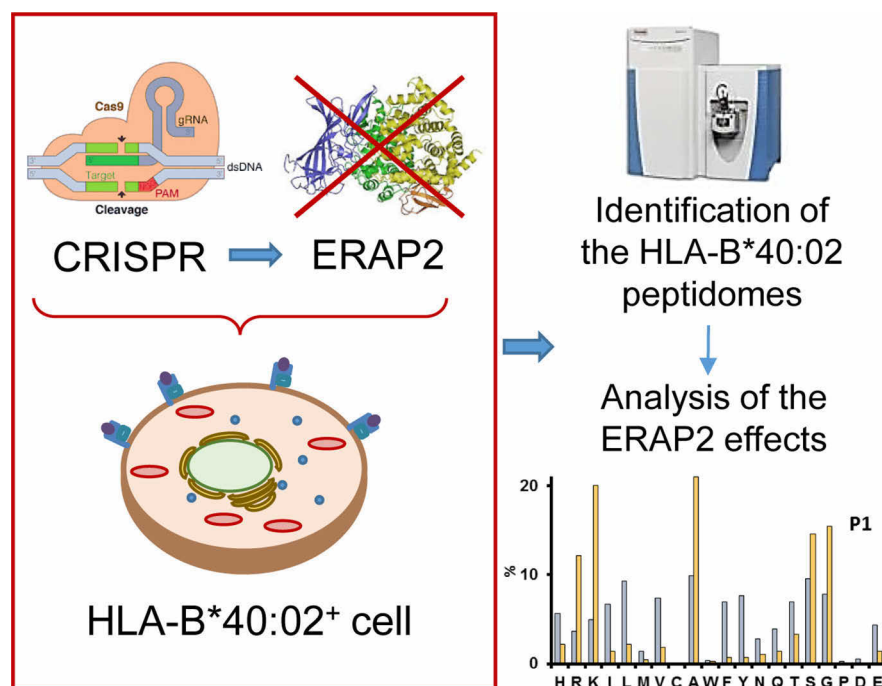 Cas9
gRNA
dsDNA
Target
PAM
Cleavage
CRISPR
ERAP2
HLA-B*40:02+ cell
Identification of
the HLA-B*40:02
peptidomes
Analysis of the
ERAP2 effects
20
P1
%
10
0
H R K I L M V C A W F Y N Q T S G P D E